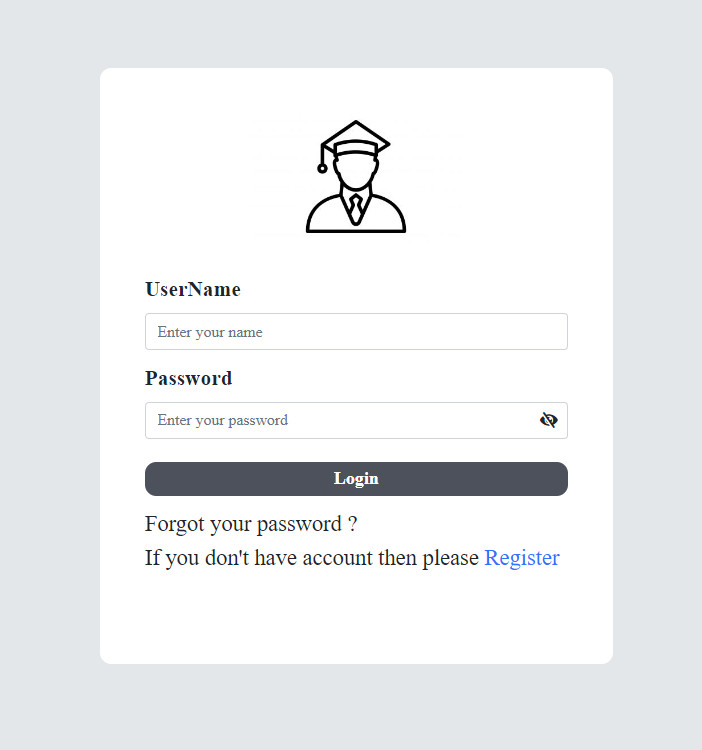 UserName
Enter your name
Password
Enter your password
Login
Forgot your password ?
If you don't have account then please Register